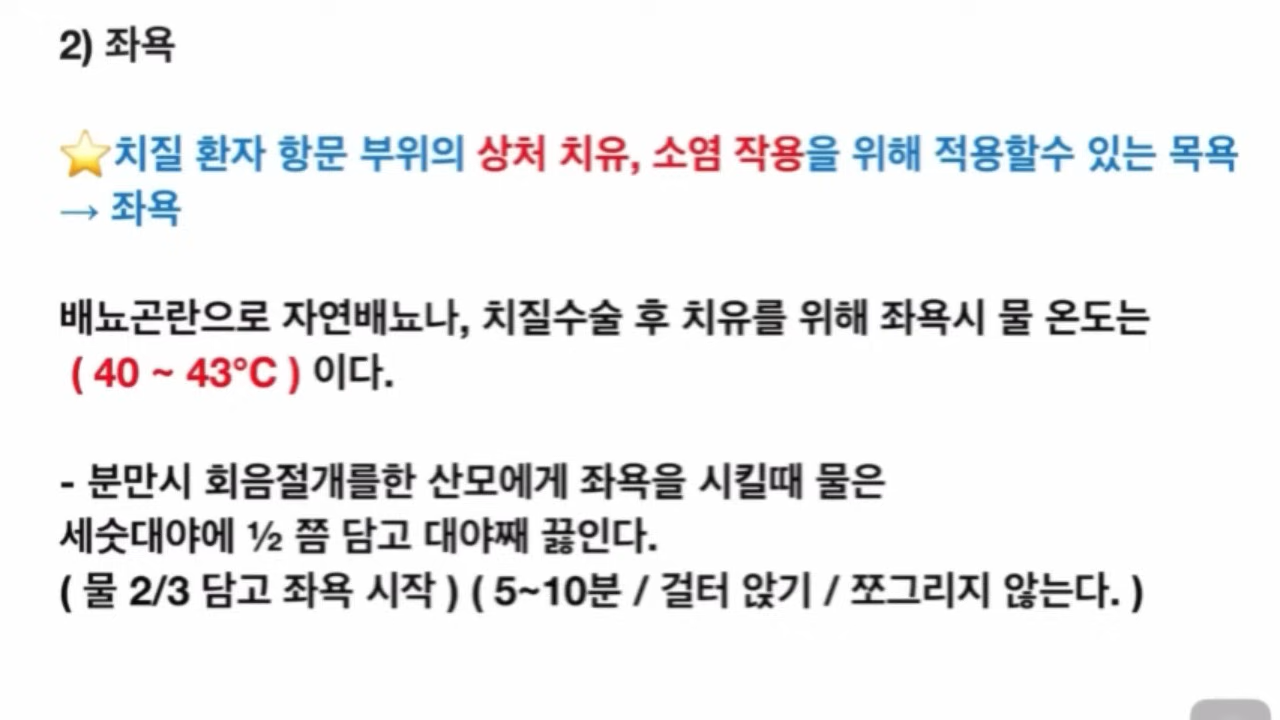 2) 좌욕
⭐치질 환자 항문 부위의 상처 치유, 소염 작용을 위해 적용할수 있는 목욕
→ 좌욕
배뇨곤란으로 자연배뇨나, 치질수술 후 치유를 위해 좌욕시 물 온도는
( 40 ~ 43°C ) 이다.
- 분만시 회음절개를한 산모에게 좌욕을 시킬때 물은
세숫대야에 ½ 쯤 담고 대야째 끓인다.
( 물 2/3 담고 좌욕 시작 ) ( 5~10분 / 걸터 앉기 / 쪼그리지 않는다. )